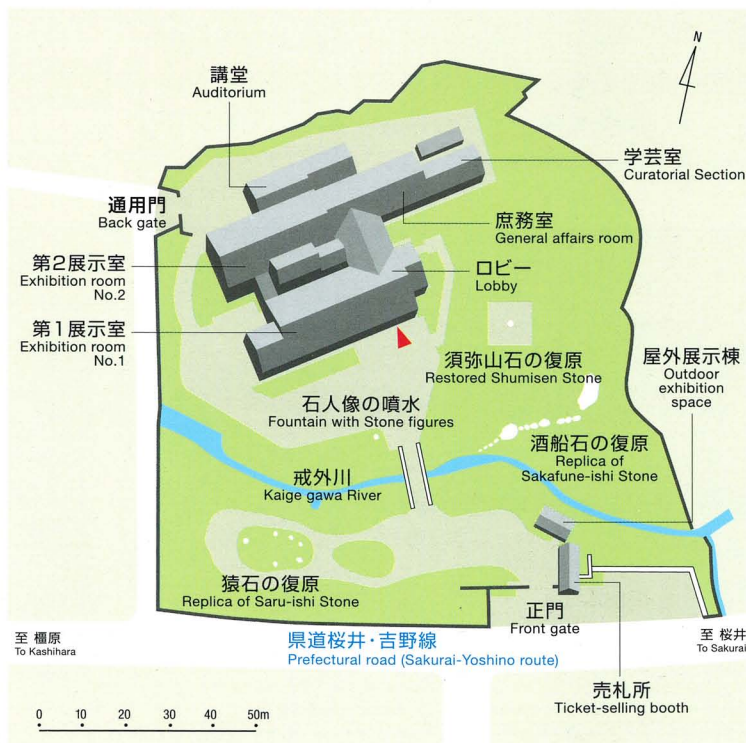 N
講堂
Auditorium
学芸室
Curatorial Section
通用門
Back gate
庶務室
General affairs room
第2展示室
Exhibition room
No.2
ロビー
Lobby
第1展示室
Exhibition room
No.1
須弥山石の復原
Restored Shumisen Stone
屋外展示棟
Outdoor
exhibition
space
石人像の噴水
Fountain with Stone figures
酒船石の復原
Replica of
Sakafune-ishi Stone
戒外川
Kaige gawa River
猿石の復原
Replica of Saru-ishi Stone
正門
Front gate
至 橿原
To Kashihara
県道桜井・吉野線
Prefectural road (Sakurai-Yoshino route)
至 桜井
To Sakurai
売札所
Ticket-selling booth
0 10 20 30 40 50m